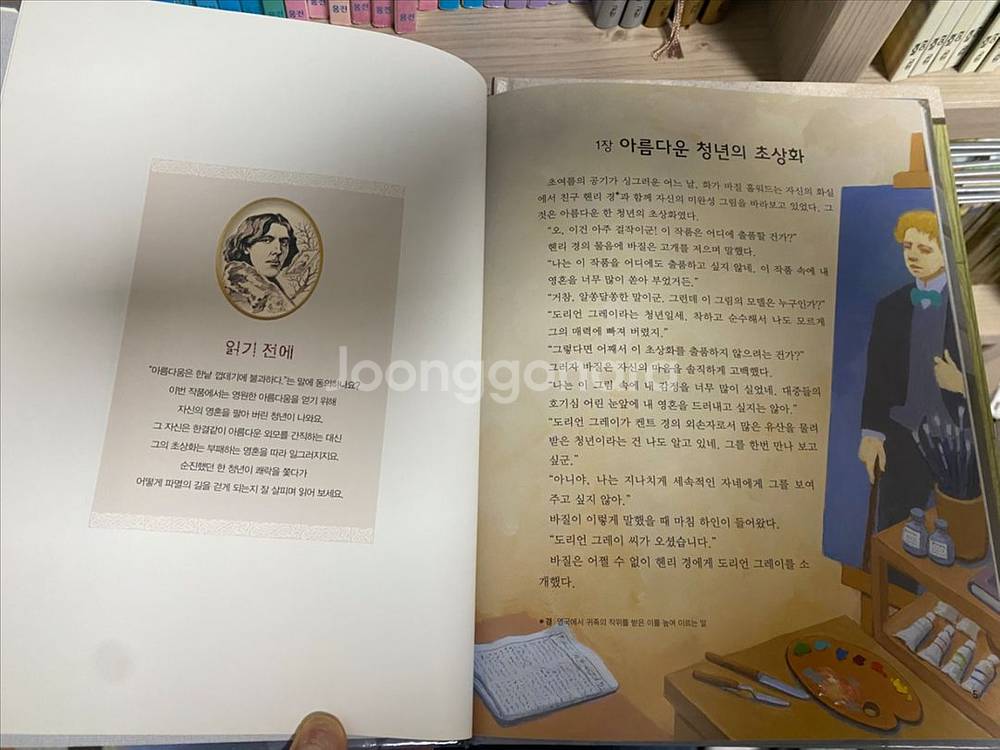 웅진
웅진
웅진
웅진
웅진
읽기 전에
"아름다움은 한낱 껍데기에 불과하다."는 말에 동의하나요?
이번 작품에서는 영원한 아름다움을 얻기 위해
자신의 영혼을 팔아 버린 청년이 나와요.
그 자신은 한결같이 아름다운 외모를 간직하는 대신
그의 초상화는 부패하는 영혼을 따라 일그러지지요.
순진했던 한 청년이 쾌락을 쫓다가
어떻게 파멸의 길을 걷게 되는지 잘 살피며 읽어 보세요.
1장 아름다운 청년의 초상화
초여름의 공기가 싱그러운 어느 날, 화가 바질 홀워드는 자신의 화실
에서 친구 헨리 경*과 함께 자신의 미완성 그림을 바라보고 있었다. 그
것은 아름다운 한 청년의 초상화였다.
"오, 이건 아주 걸작이군! 이 작품은 어디에 출품할 건가?"
헨리 경의 물음에 바질은 고개를 저으며 말했다.
"나는 이 작품을 어디에도 출품하고 싶지 않네. 이 작품 속에 내
영혼을 너무 많이 쏟아 부었거든."
"거참, 알쏭달쏭한 말이군. 그런데 이 그림의 모델은 누구인가?"
"도리언 그레이라는 청년일세. 착하고 순수해서 나도 모르게
그의 매력에 빠져 버렸지."
"그렇다면 어째서 이 초상화를 출품하지 않으려는 건가?"
그러자 바질은 자신의 마음을 솔직하게 고백했다.
"나는 이 그림 속에 내 감정을 너무 많이 실었네. 대중들의
호기심 어린 눈앞에 내 영혼을 드러내고 싶지는 않아."
"도리언 그레이가 켄트 경의 외손자로서 많은 유산을 물려
받은 청년이라는 건 나도 알고 있네. 그를 한번 만나 보고
싶군."
"아니야, 나는 지나치게 세속적인 자네에게 그를 보여
주고 싶지 않아."
바질이 이렇게 말했을 때 마침 하인이 들어왔다.
"도리언 그레이 씨가 오셨습니다."
바질은 어쩔 수 없이 헨리 경에게 도리언 그레이를 소
개했다.
*경 영국에서 귀족의 작위를 받은 이를 높여 이르는 말
5